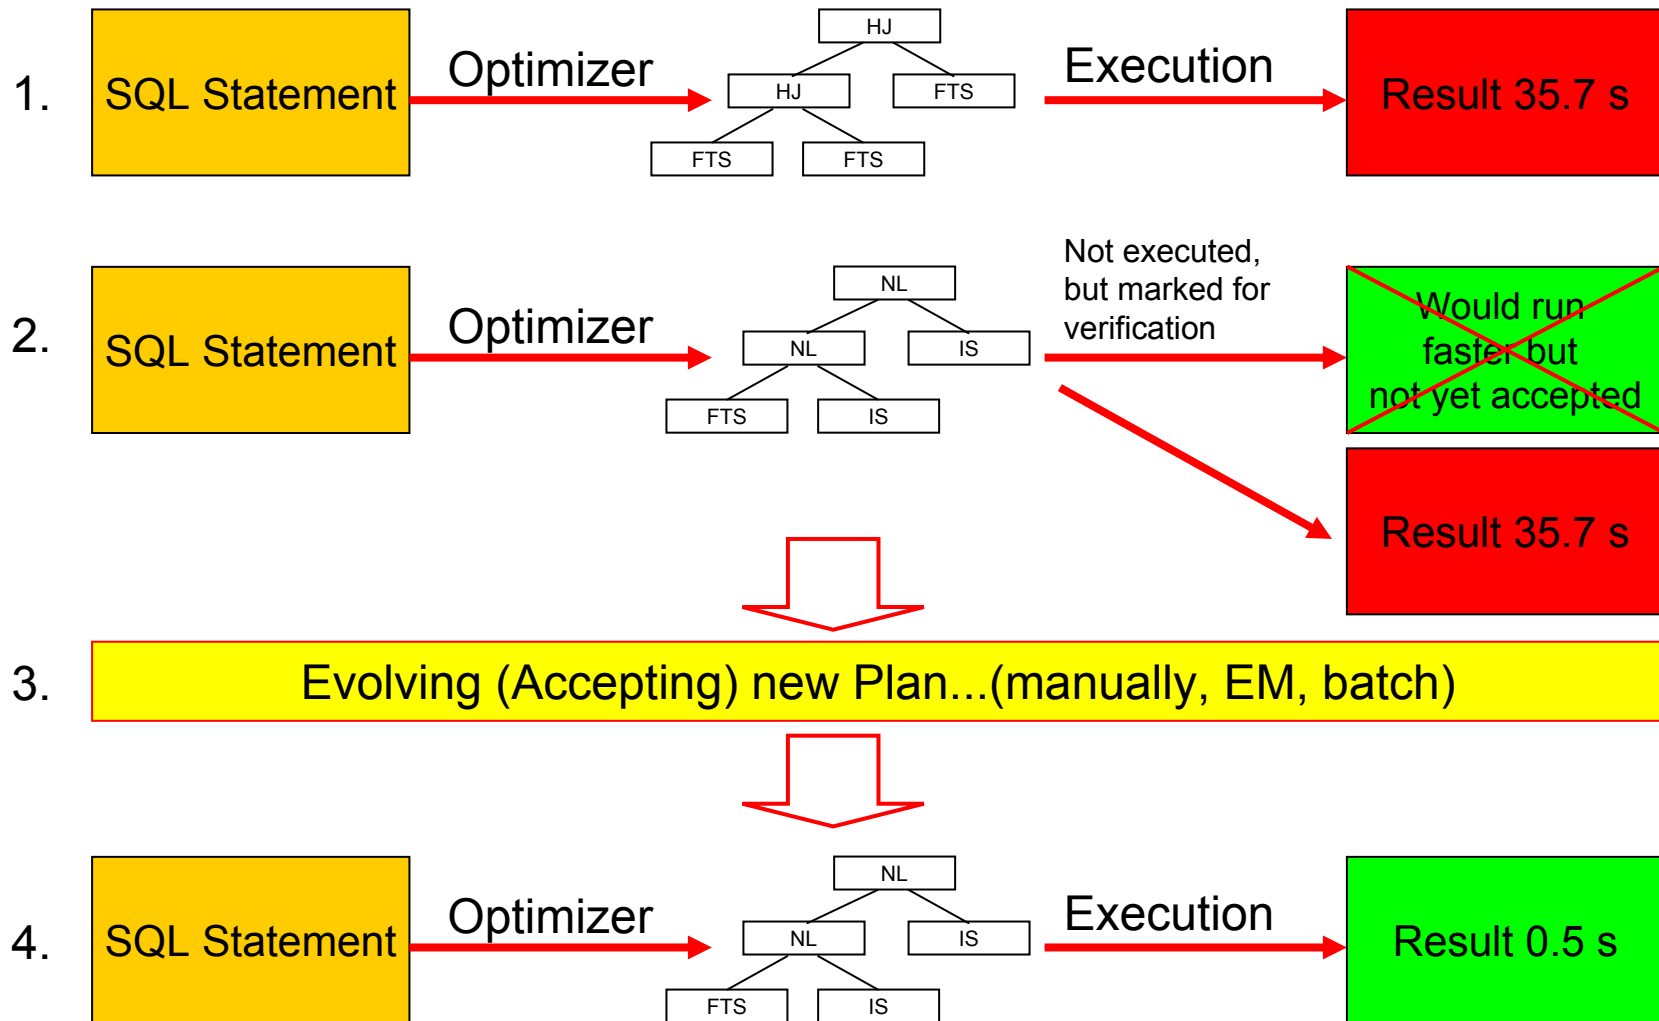 1.
SQL Statement
Optimizer
HJ
HJ
FTS
FTS
FTS
Execution
Result 35.7 s
2.
SQL Statement
Optimizer
NL
NL
IS
FTS
IS
Not executed,
but marked for
verification
Would run
faster but
not yet accepted
Result 35.7 s
3.
Evolving (Accepting) new Plan...(manually, EM, batch)
4.
SQL Statement
Optimizer
NL
NL
IS
FTS
IS
Execution
Result 0.5 s